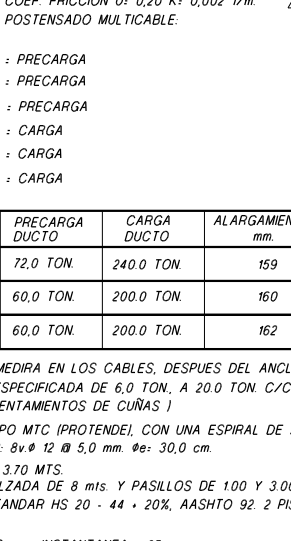 COEF. FRICCION U= 0,20 K= 0,002 1/m.
POSTENSADO MULTICABLE:
: PRECARGA
: PRECARGA
: PRECARGA
: CARGA
: CARGA
: CARGA
PRECARGA DUCTO CARGA DUCTO ALARGAMIEN mm.
72,0 TON. 240.0 TON. 159
60,0 TON. 200.0 TON. 160
60,0 TON. 200.0 TON. 162
MEDIRA EN LOS CABLES, DESPUES DEL ANCL
ESPECIFICADA DE 6,0 TON., A 20.0 TON. C/C
ENTAMIENTOS DE CUÑAS )
PO MTC (PROTENDE), CON UNA ESPIRAL DE
: 8v.Φ 12 @ 5,0 mm. Φe: 30,0 cm.
3.70 MTS.
LZADA DE 8 mts. Y PASILLOS DE 1.00 Y 3.00
ANDAR HS 20 - 44 + 20%, AASHTO 92. 2 PIS